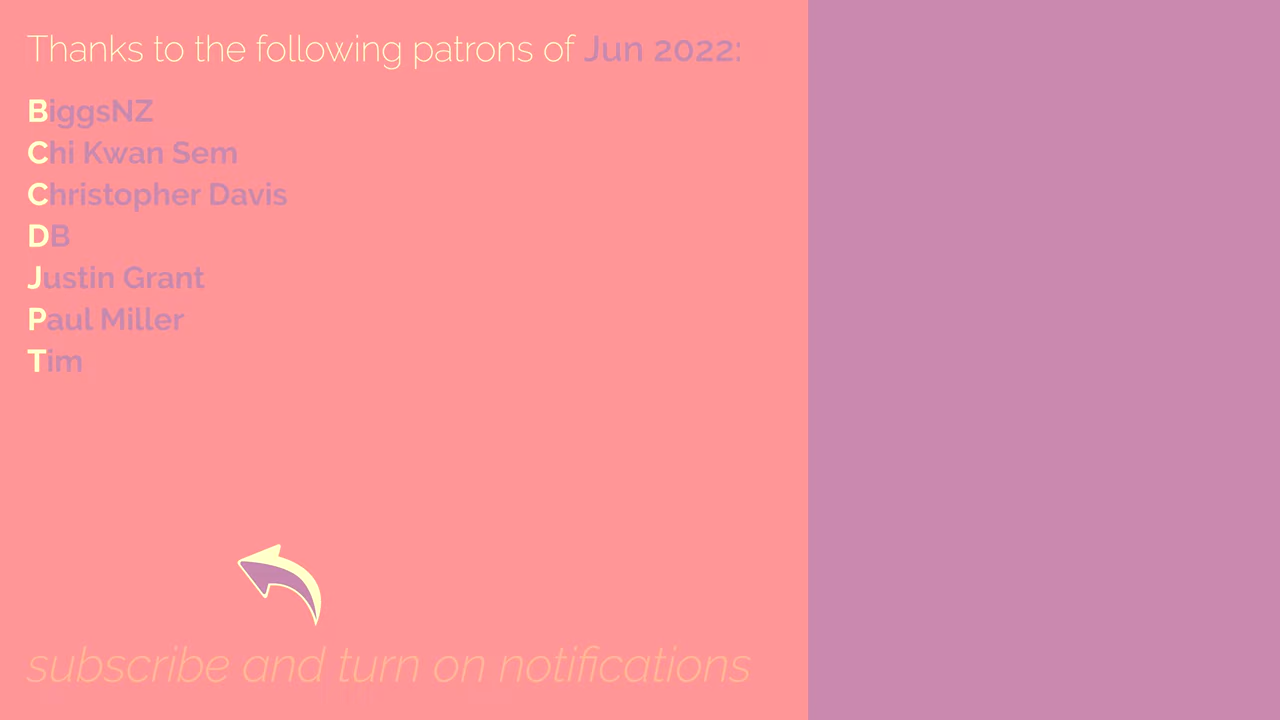 Thanks to the following patrons of Jun 2022:
BiggsNZ
Chi Kwan Sem
Christopher Davis
DB
Justin Grant
Paul Miller
Tim
subscribe and turn on notifications